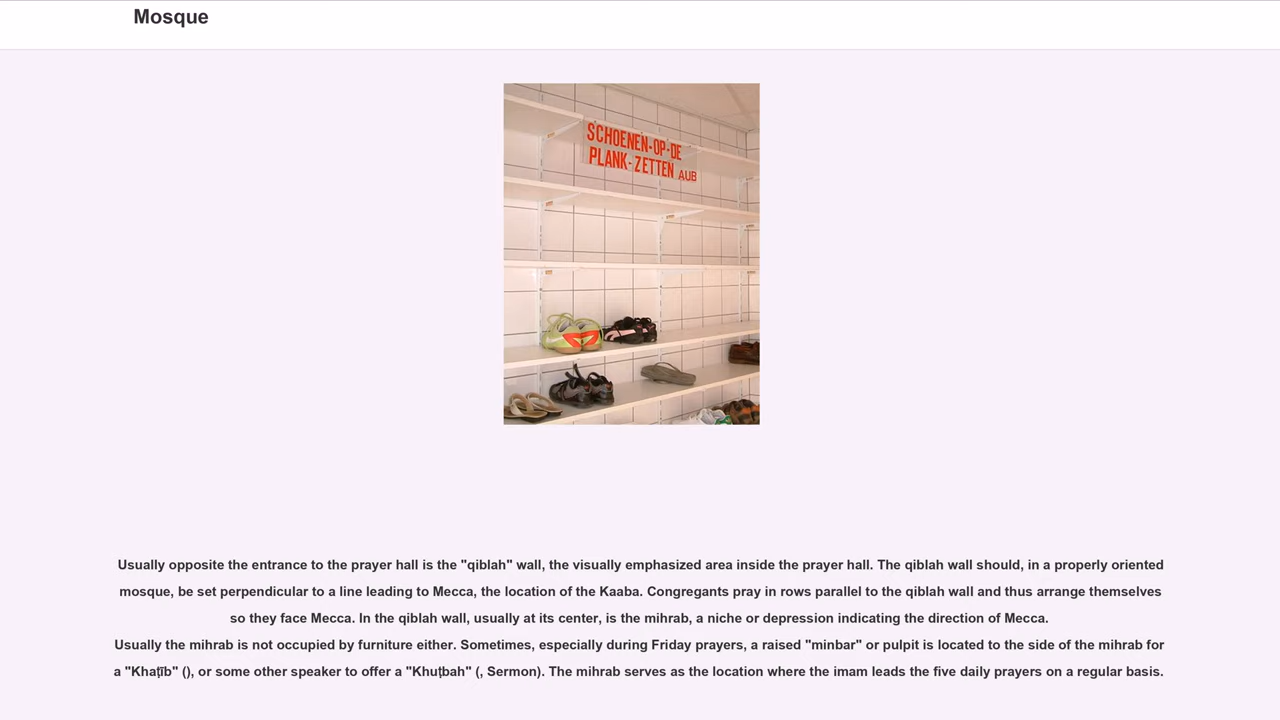 Mosque
SCHOENEN-OP-DE
PLANK-ZETTEN AUB
Usually opposite the entrance to the prayer hall is the "qiblah" wall, the visually emphasized area inside the prayer hall. The qiblah wall should, in a properly oriented
mosque, be set perpendicular to a line leading to Mecca, the location of the Kaaba. Congregants pray in rows parallel to the qiblah wall and thus arrange themselves
so they face Mecca. In the qiblah wall, usually at its center, is the mihrab, a niche or depression indicating the direction of Mecca.
Usually the mihrab is not occupied by furniture either. Sometimes, especially during Friday prayers, a raised "minbar" or pulpit is located to the side of the mihrab for
a "Khaṭīb" (), or some other speaker to offer a "Khuṭbah" (, Sermon). The mihrab serves as the location where the imam leads the five daily prayers on a regular basis.